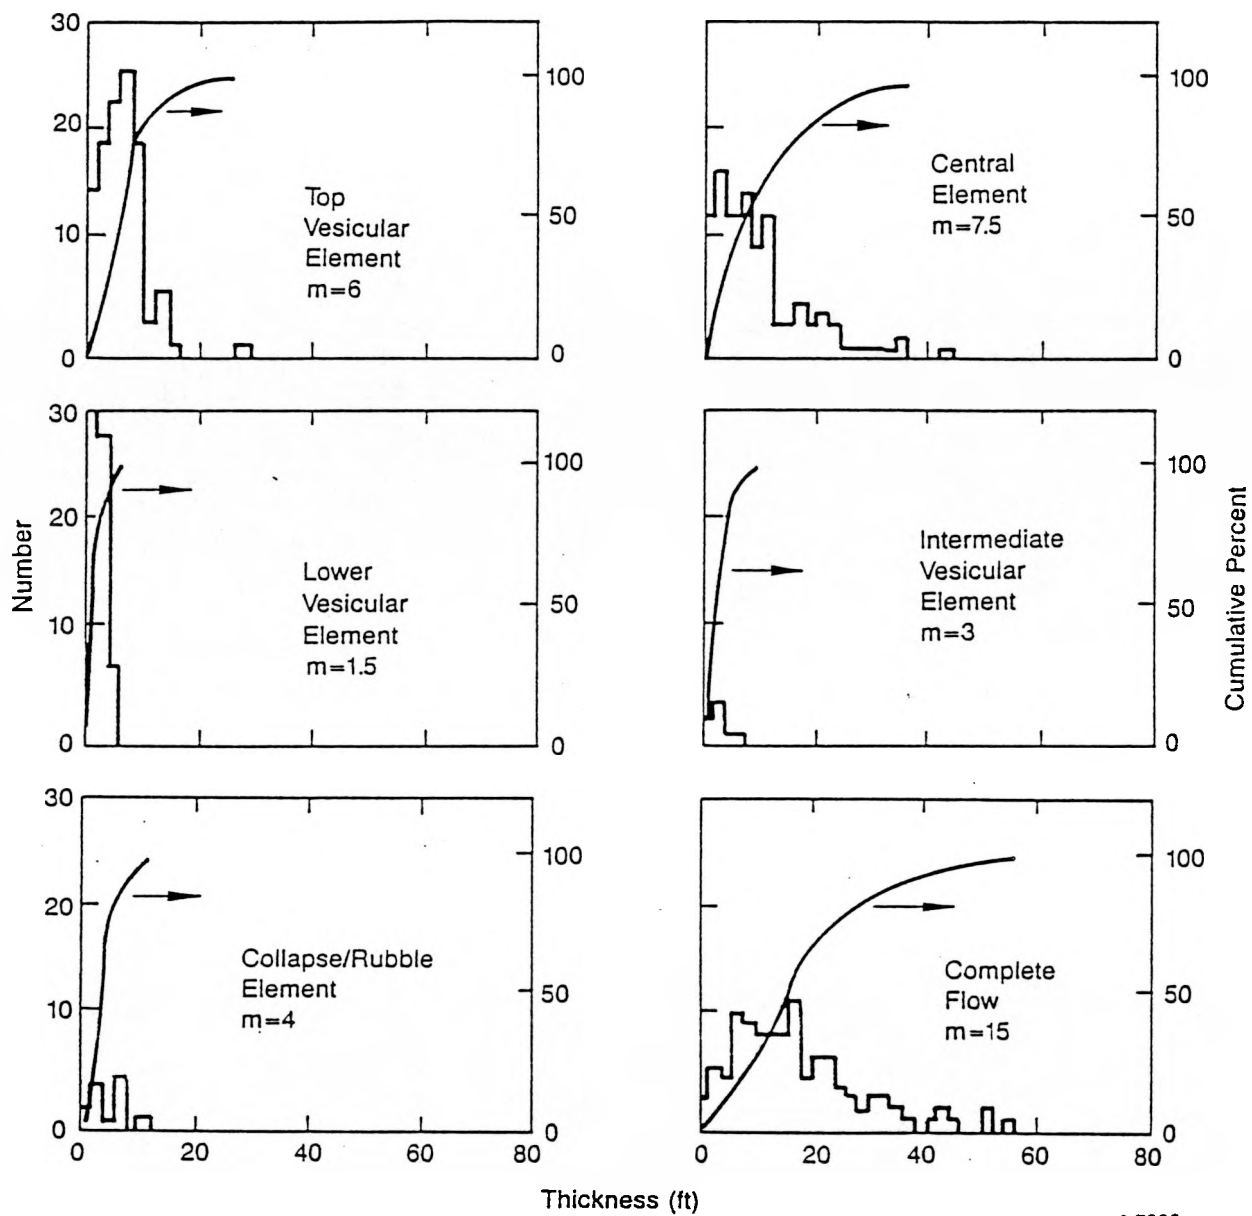 30
20
10
0
100
50
0
Top
Vesicular
Element
m=6
100
50
0
Central
Element
m=7.5
30
20
10
0
100
50
0
Lower
Vesicular
Element
m=1.5
100
50
0
Intermediate
Vesicular
Element
m=3
Number
Cumulative Percent
30
20
10
0
100
50
0
Collapse/Rubble
Element
m=4
0
20
40
60
80
100
50
0
Complete
Flow
m=15
0
20
40
60
80
Thickness (ft)